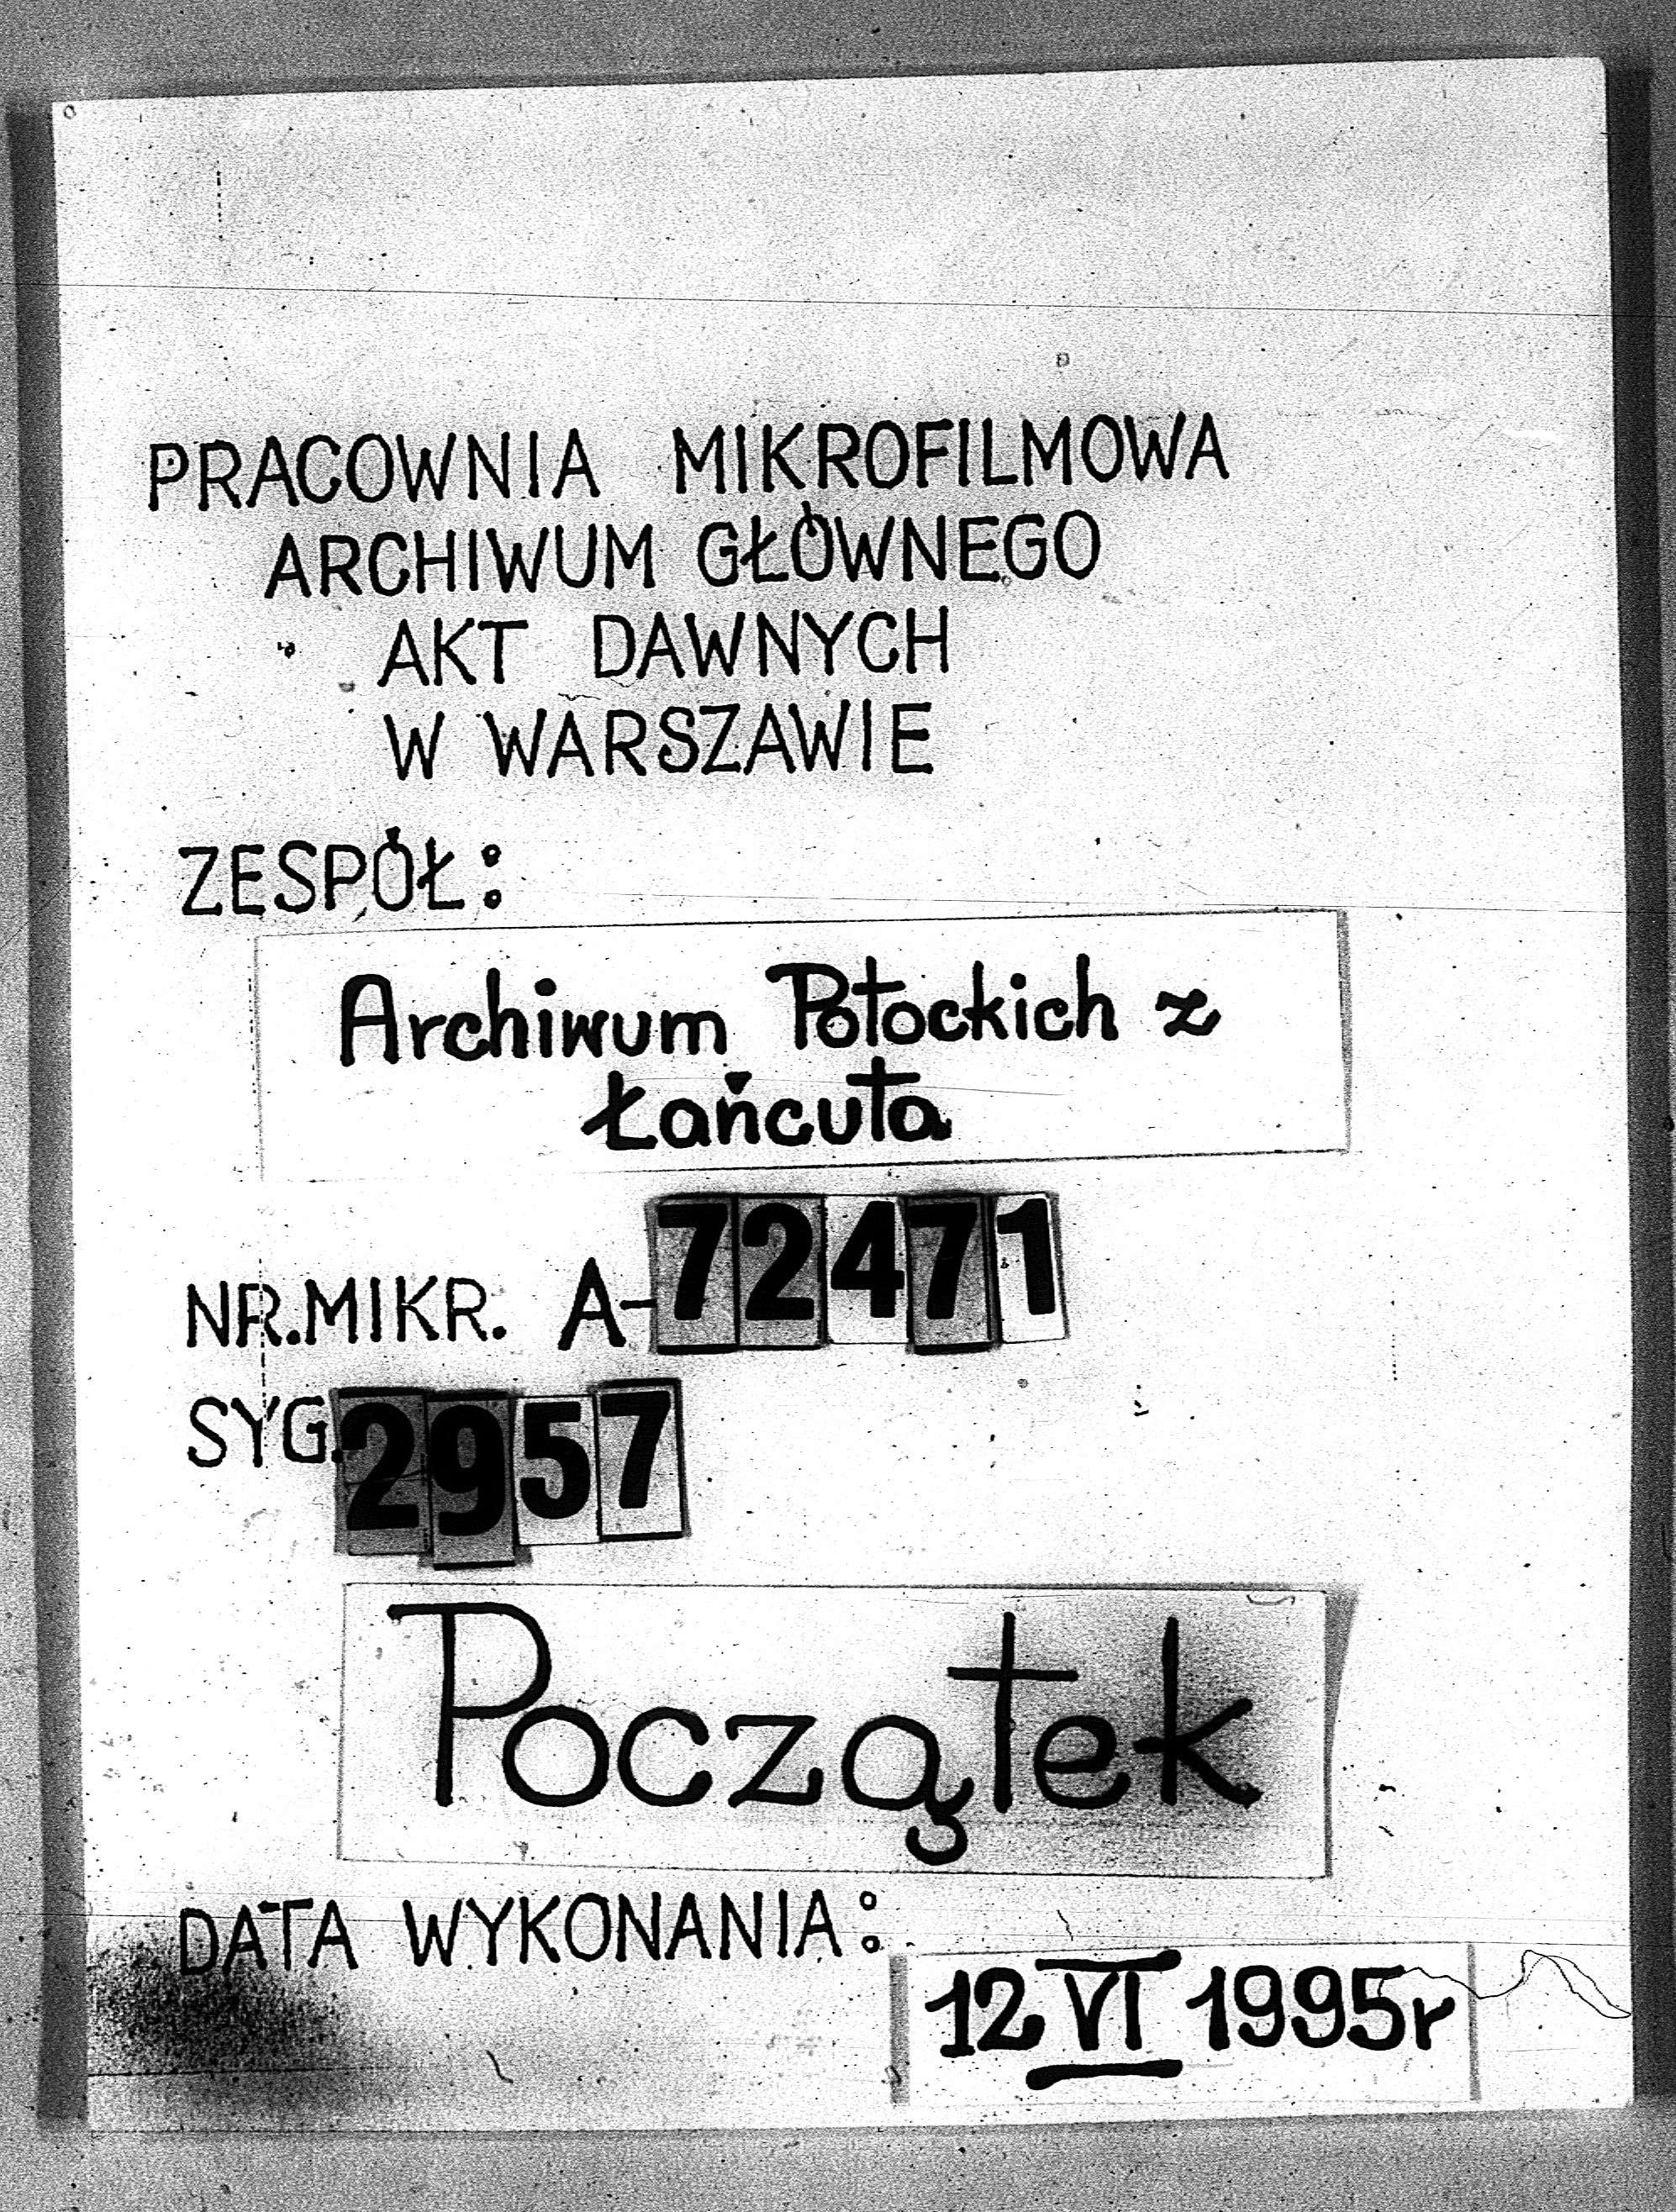 PRACOWNIA MIKROFILMOWA
ARCHIWUM GŁÓWNEGO
AKT DAWNYCH
W WARSZAWIE
ZESPÓŁ:
Archiwum Potockich z
Łańcuta
NR.MIKR. A-72471
SYG.2957
Początek
DATA WYKONANIA:
12 VI 1995r